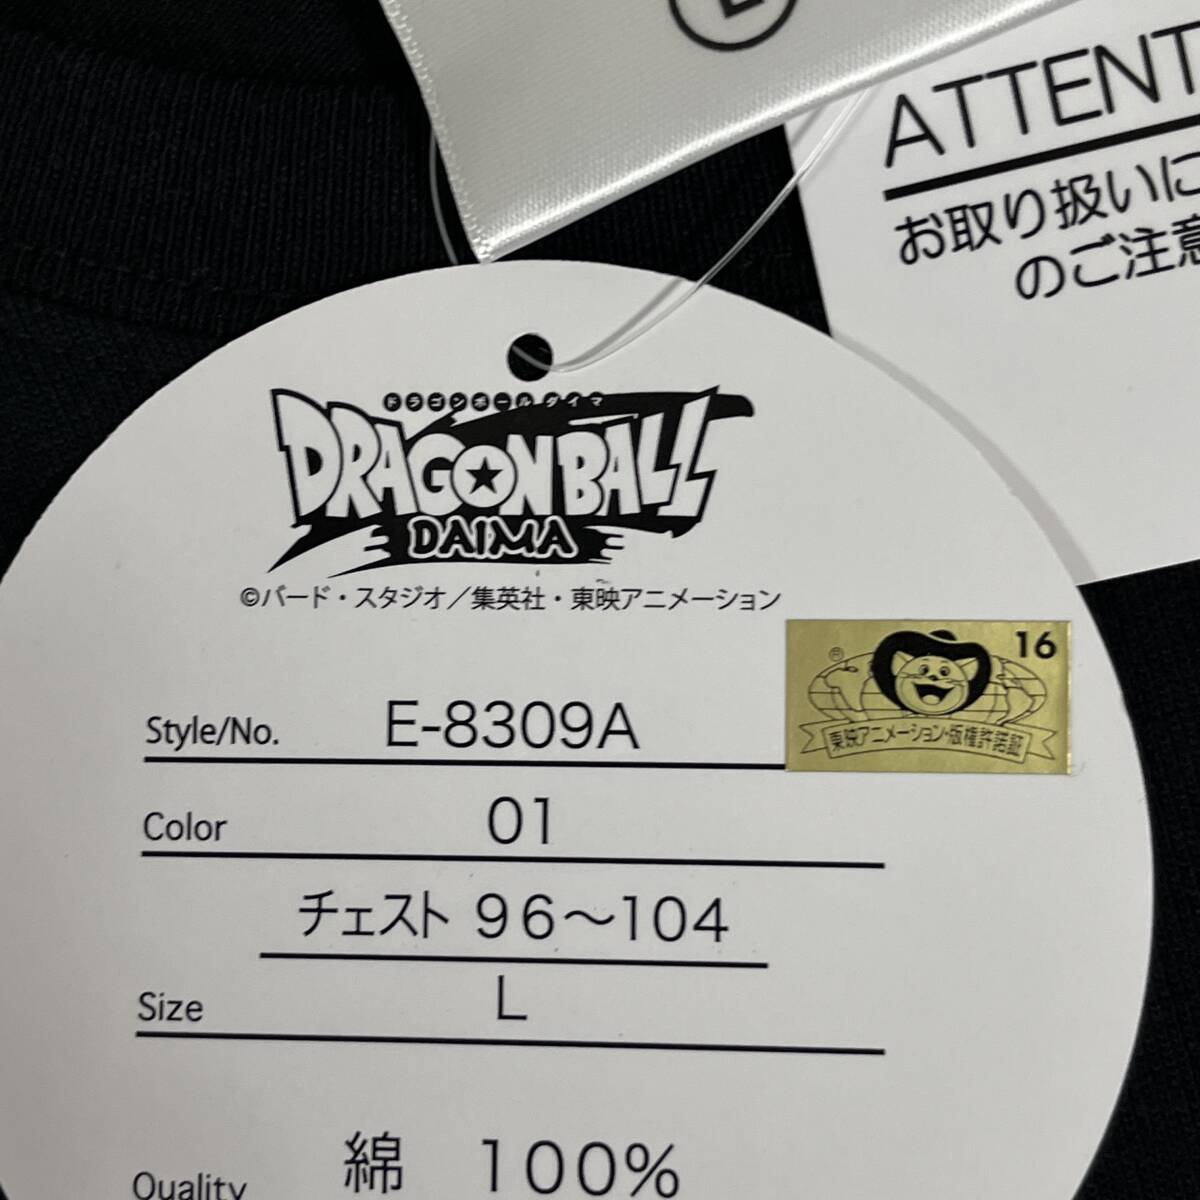 L
ATTENT
お取り扱いに
のご注意
ドラゴンボールダイマ
DRAGONBALL
DAIMA
©バード・スタジオ／集英社・東映アニメーション
16
®
東映アニメーション・版権許諾証
Style/No. E-8309A
Color 01
チェスト 96〜104
Size L
Quality 綿 100%